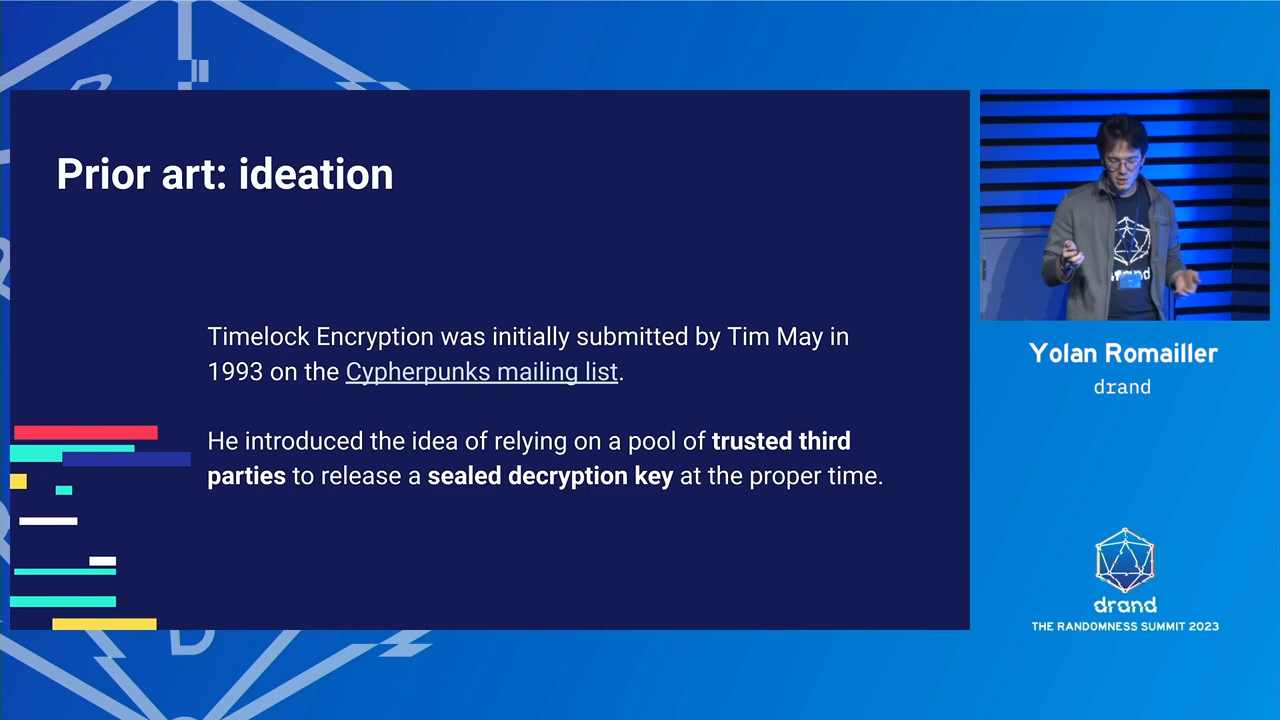 Prior art: ideation
Timelock Encryption was initially submitted by Tim May in
1993 on the Cypherpunks mailing list.
He introduced the idea of relying on a pool of trusted third
parties to release a sealed decryption key at the proper time.
drand
Yolan Romailler
drand
drand
THE RANDOMNESS SUMMIT 2023